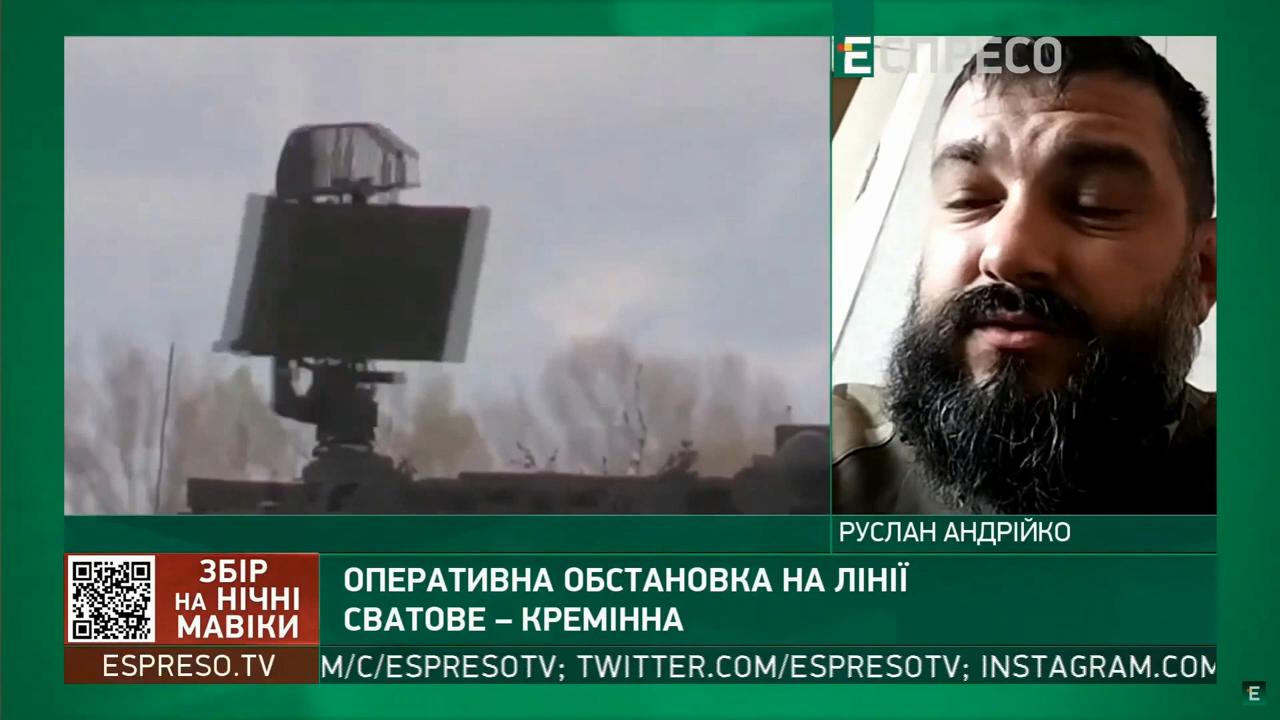 ЕСПРЕСО
РУСЛАН АНДРІЙКО
ЗБІР
НА НІЧНІ
МАВІКИ
ОПЕРАТИВНА ОБСТАНОВКА НА ЛІНІЇ
СВАТОВЕ – КРЕМІННА
ESPRESO.TV
M/C/ESPRESOTV; TWITTER.COM/ESPRESOTV; INSTAGRAM.COM
E